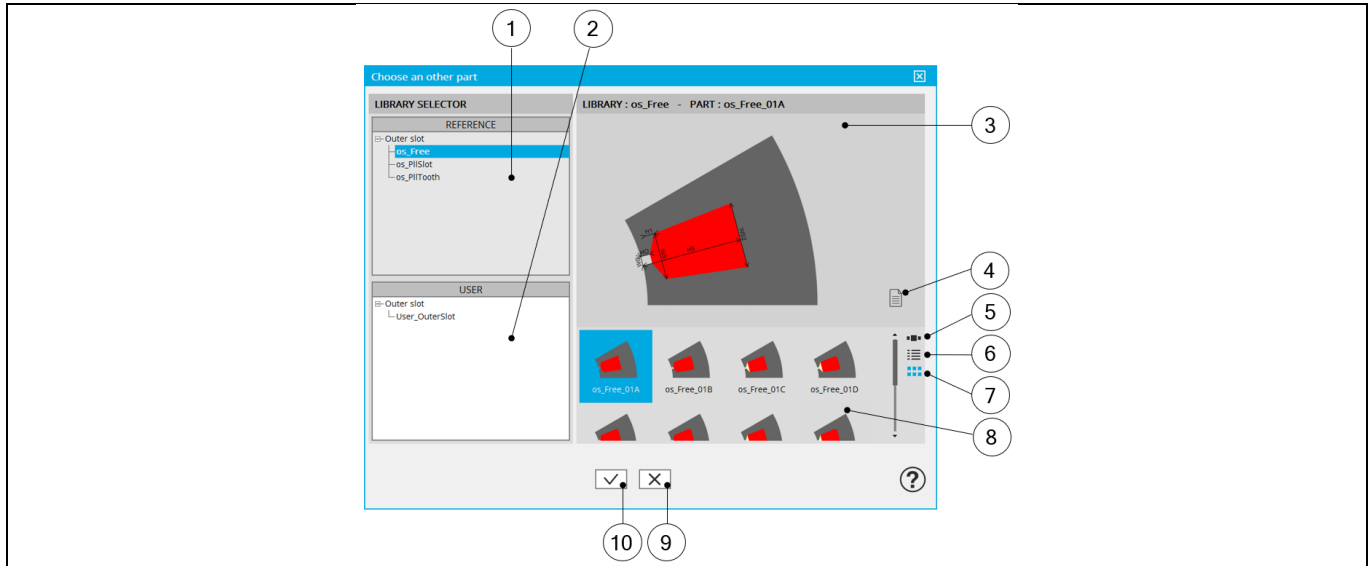 1
2
Choose an other part
LIBRARY SELECTOR
LIBRARY : os_Free - PART : os_Free_01A
3
REFERENCE
Outer slot
os_Free
os_PllSlot
os_PllTooth
H1
4
USER
Outer slot
User_OuterSlot
5
6
7
os_Free_01A
os_Free_01B
os_Free_01C
os_Free_01D
8
?
10
9